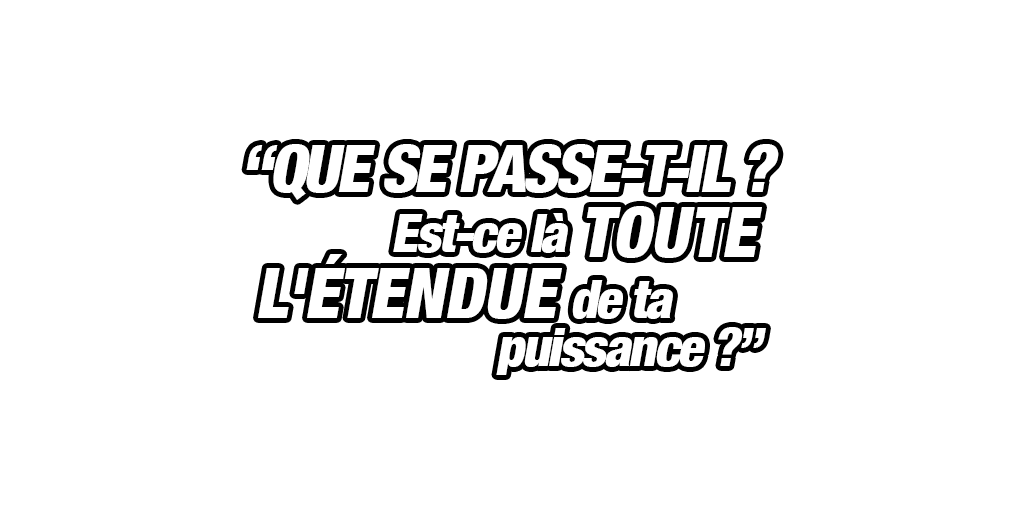 “QUE SE PASSE-T-IL ?
Est-ce là TOUTE
L'ÉTENDUE de ta
puissance ?”